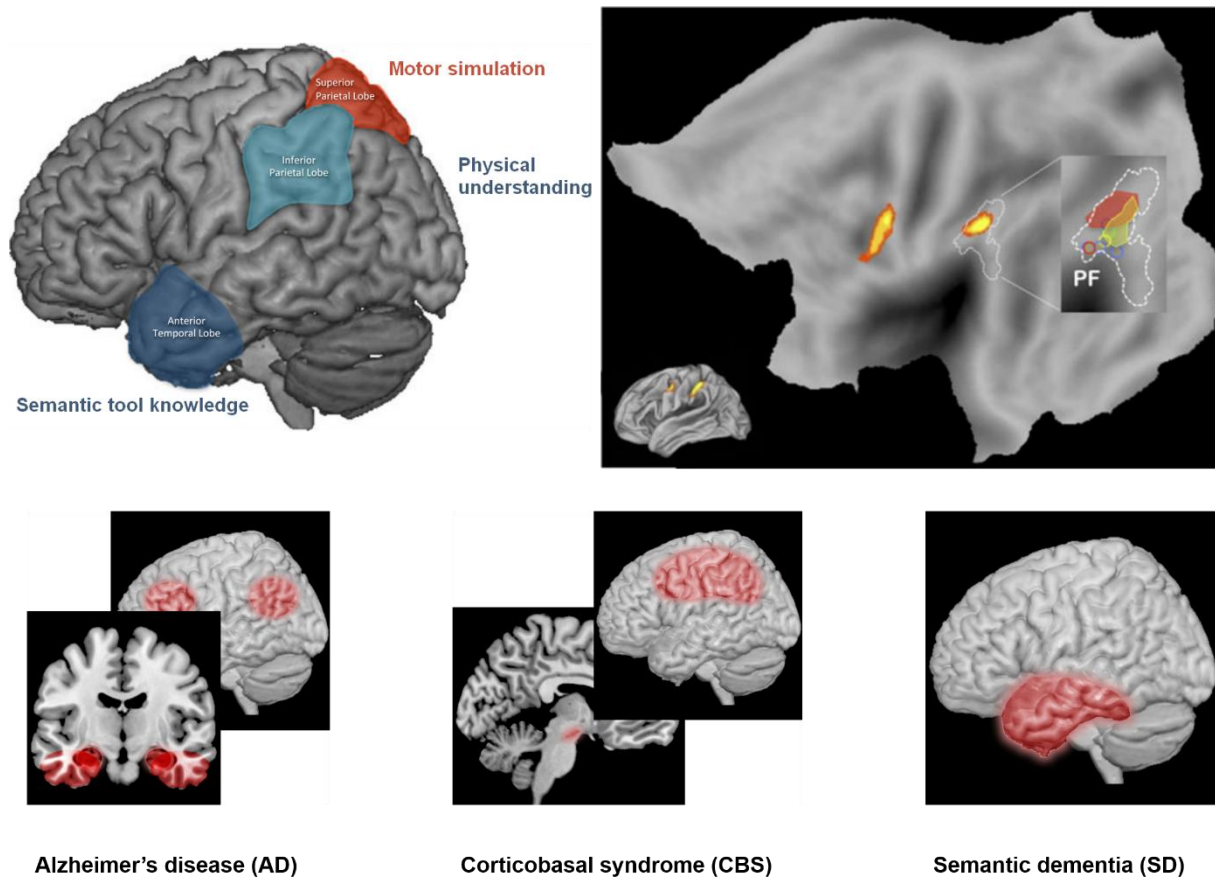 Motor simulation
Superior
Parietal Lobe
Inferior
Parietal Lobe
Physical
understanding
Anterior
Temporal Lobe
Semantic tool knowledge
PF
Alzheimer’s disease (AD)
Corticobasal syndrome (CBS)
Semantic dementia (SD)